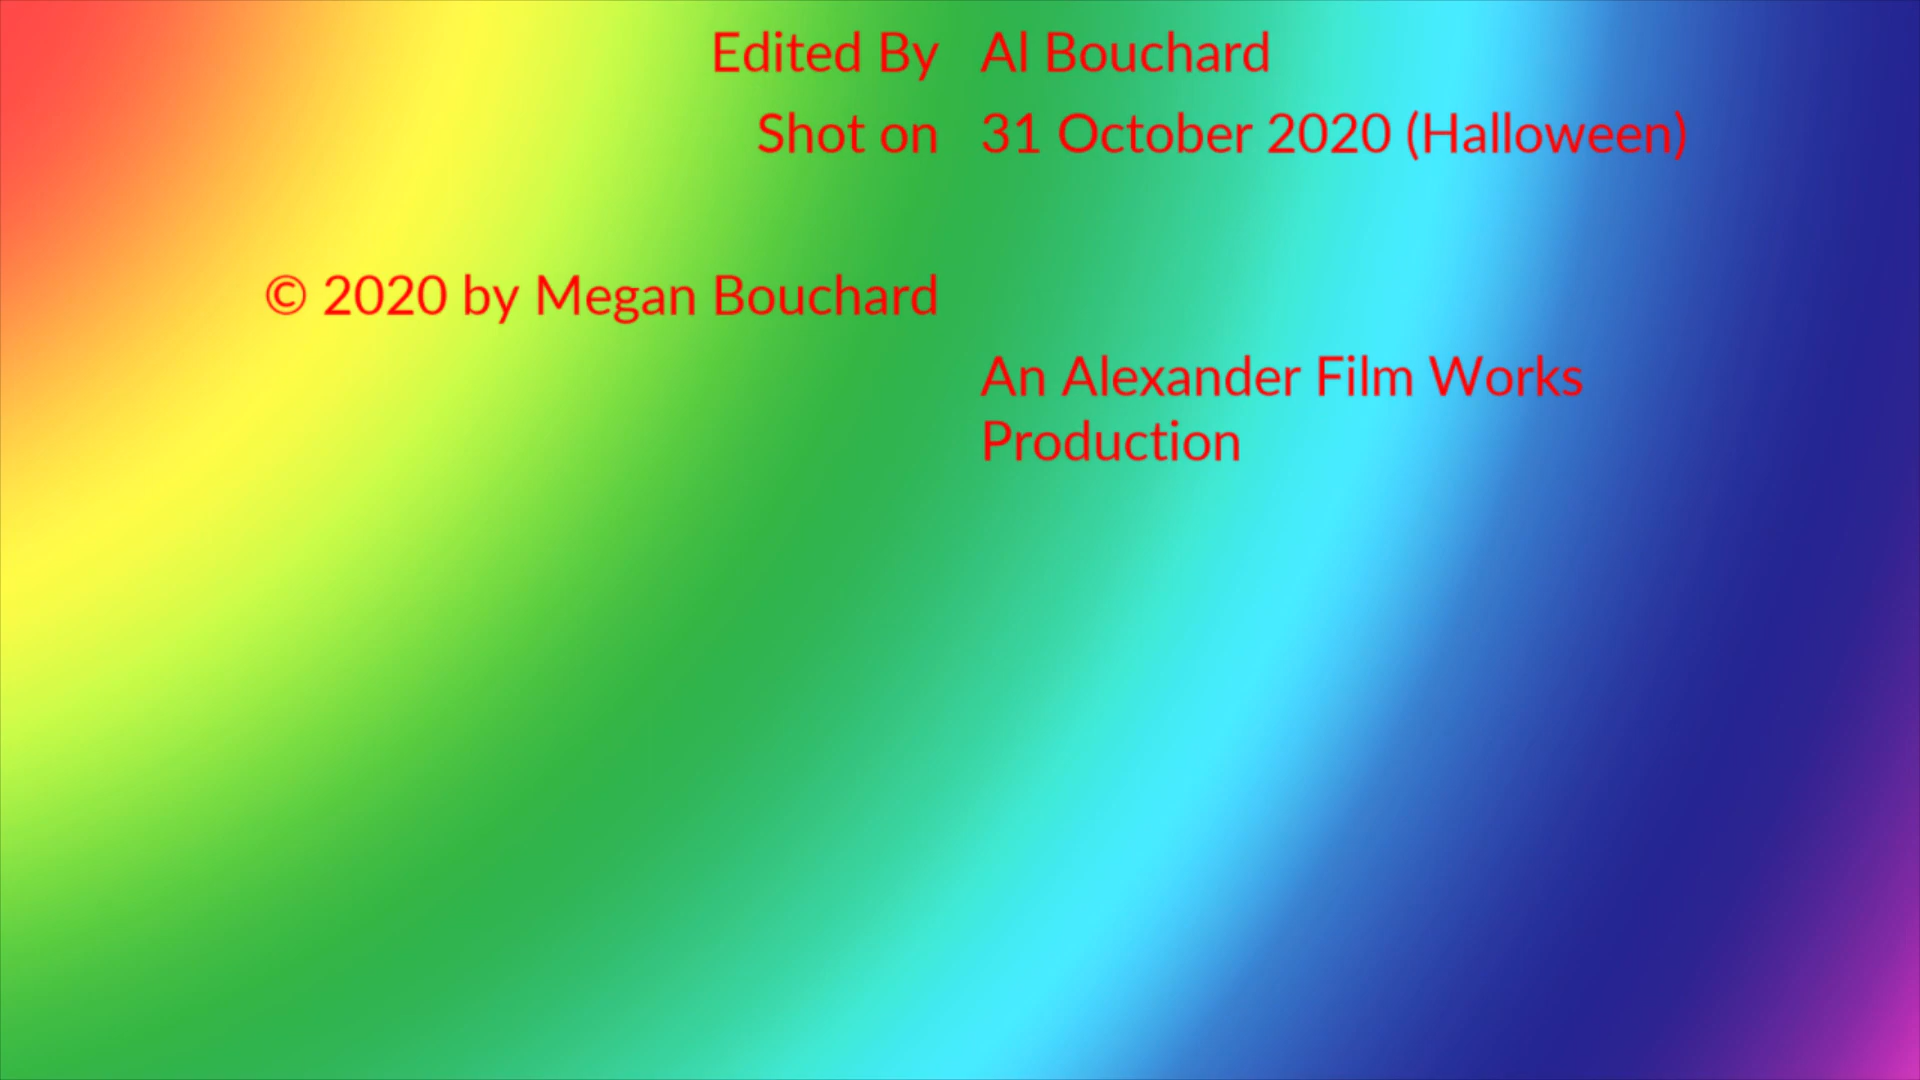 Edited By Al Bouchard
Shot on 31 October 2020 (Halloween)
© 2020 by Megan Bouchard
An Alexander Film Works
Production